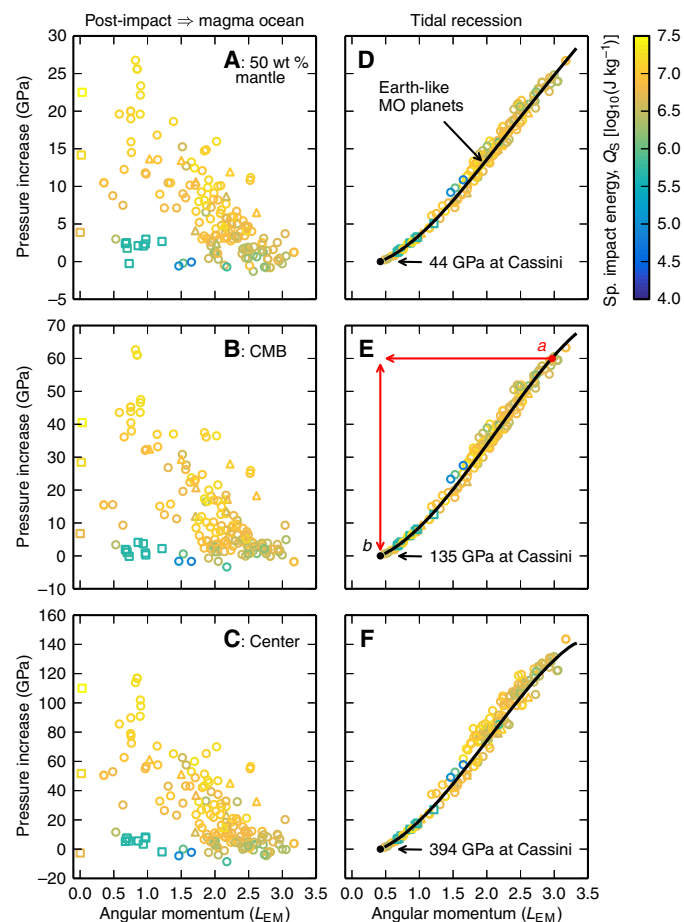 Post-impact ⇒ magma ocean
Tidal recession
30
25
20
15
10
5
0
−5
Pressure increase (GPa)
A: 50 wt %
mantle
D
Earth-like
MO planets
44 GPa at Cassini
7.5
7.0
6.5
6.0
5.5
5.0
4.5
4.0
Sp. impact energy, QS [log10(J kg−1)]
70
60
50
40
30
20
10
0
−10
Pressure increase (GPa)
B: CMB
E
a
b
135 GPa at Cassini
160
140
120
100
80
60
40
20
0
−20
Pressure increase (GPa)
C: Center
F
394 GPa at Cassini
0.0 0.5 1.0 1.5 2.0 2.5 3.0 3.5
Angular momentum (LEM)
0.0 0.5 1.0 1.5 2.0 2.5 3.0 3.5
Angular momentum (LEM)